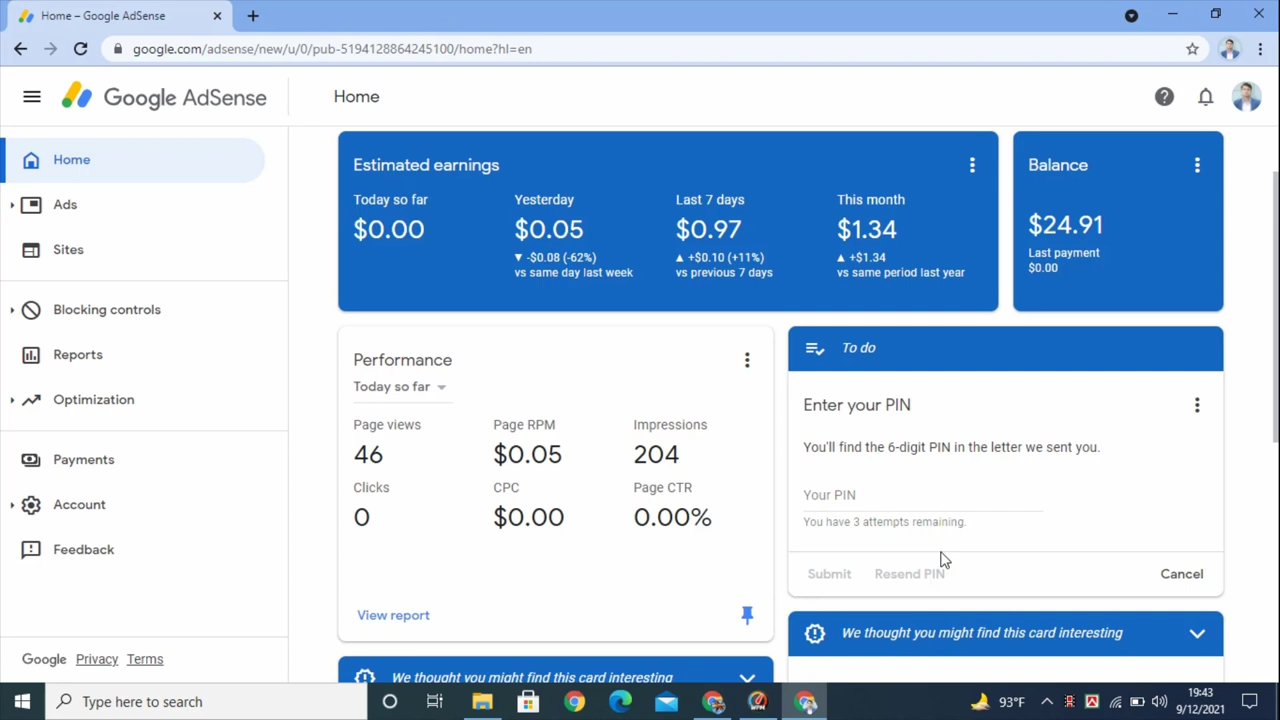 Home – Google AdSense
google.com/adsense/new/u/0/pub-5194128864245100/home?hl=en
Google AdSense
Home
Home
Ads
Sites
Blocking controls
Reports
Optimization
Payments
Account
Feedback
Google Privacy Terms
Estimated earnings
Today so far Yesterday Last 7 days This month
$0.00 $0.05 $0.97 $1.34
▼ -$0.08 (-62%) ▲ +$0.10 (+11%) ▲ +$1.34
vs same day last week vs previous 7 days vs same period last year
Balance
$24.91
Last payment
$0.00
Performance
Today so far
Page views Page RPM Impressions
46 $0.05 204
Clicks CPC Page CTR
0 $0.00 0.00%
View report
We thought you might find this card interesting
To do
Enter your PIN
You'll find the 6-digit PIN in the letter we sent you.
Your PIN
You have 3 attempts remaining.
Submit Resend PIN Cancel
We thought you might find this card interesting
Type here to search
93°F
19:43
9/12/2021